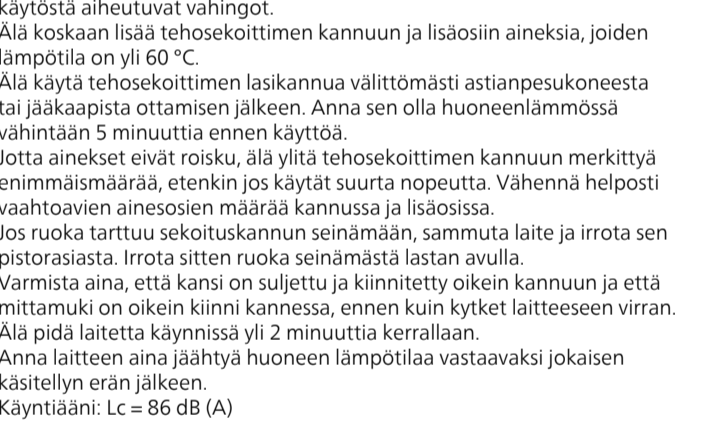 käytöstä aiheutuvat vahingot.
Älä koskaan lisää tehosekoittimen kannuun ja lisäosiin aineksia, joiden
lämpötila on yli 60 °C.
Älä käytä tehosekoittimen lasikannua välittömästi astianpesukoneesta
tai jääkaapista ottamisen jälkeen. Anna sen olla huoneenlämmössä
vähintään 5 minuuttia ennen käyttöä.
Jotta ainekset eivät roisku, älä ylitä tehosekoittimen kannuun merkittyä
enimmäismäärää, etenkin jos käytät suurta nopeutta. Vähennä helposti
vaahtoavien ainesosien määrää kannussa ja lisäosissa.
Jos ruoka tarttuu sekoituskannun seinämään, sammuta laite ja irrota sen
pistorasiasta. Irrota sitten ruoka seinämästä lastan avulla.
Varmista aina, että kansi on suljettu ja kiinnitetty oikein kannuun ja että
mittamuki on oikein kiinni kannessa, ennen kuin kytket laitteeseen virran.
Älä pidä laitetta käynnissä yli 2 minuuttia kerrallaan.
Anna laitteen aina jäähtyä huoneen lämpötilaa vastaavaksi jokaisen
käsitellyn erän jälkeen.
Käyntiääni: Lc = 86 dB (A)